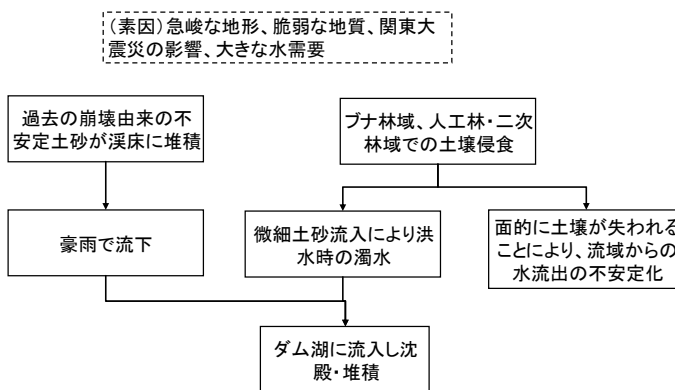 (素因)急峻な地形、脆弱な地質、関東大
震災の影響、大きな水需要
過去の崩壊由来の不
安定土砂が渓床に堆積
ブナ林域、人工林・二次
林域での土壌侵食
豪雨で流下
微細土砂流入により洪
水時の濁水
面的に土壌が失われる
ことにより、流域からの
水流出の不安定化
ダム湖に流入し沈
殿・堆積